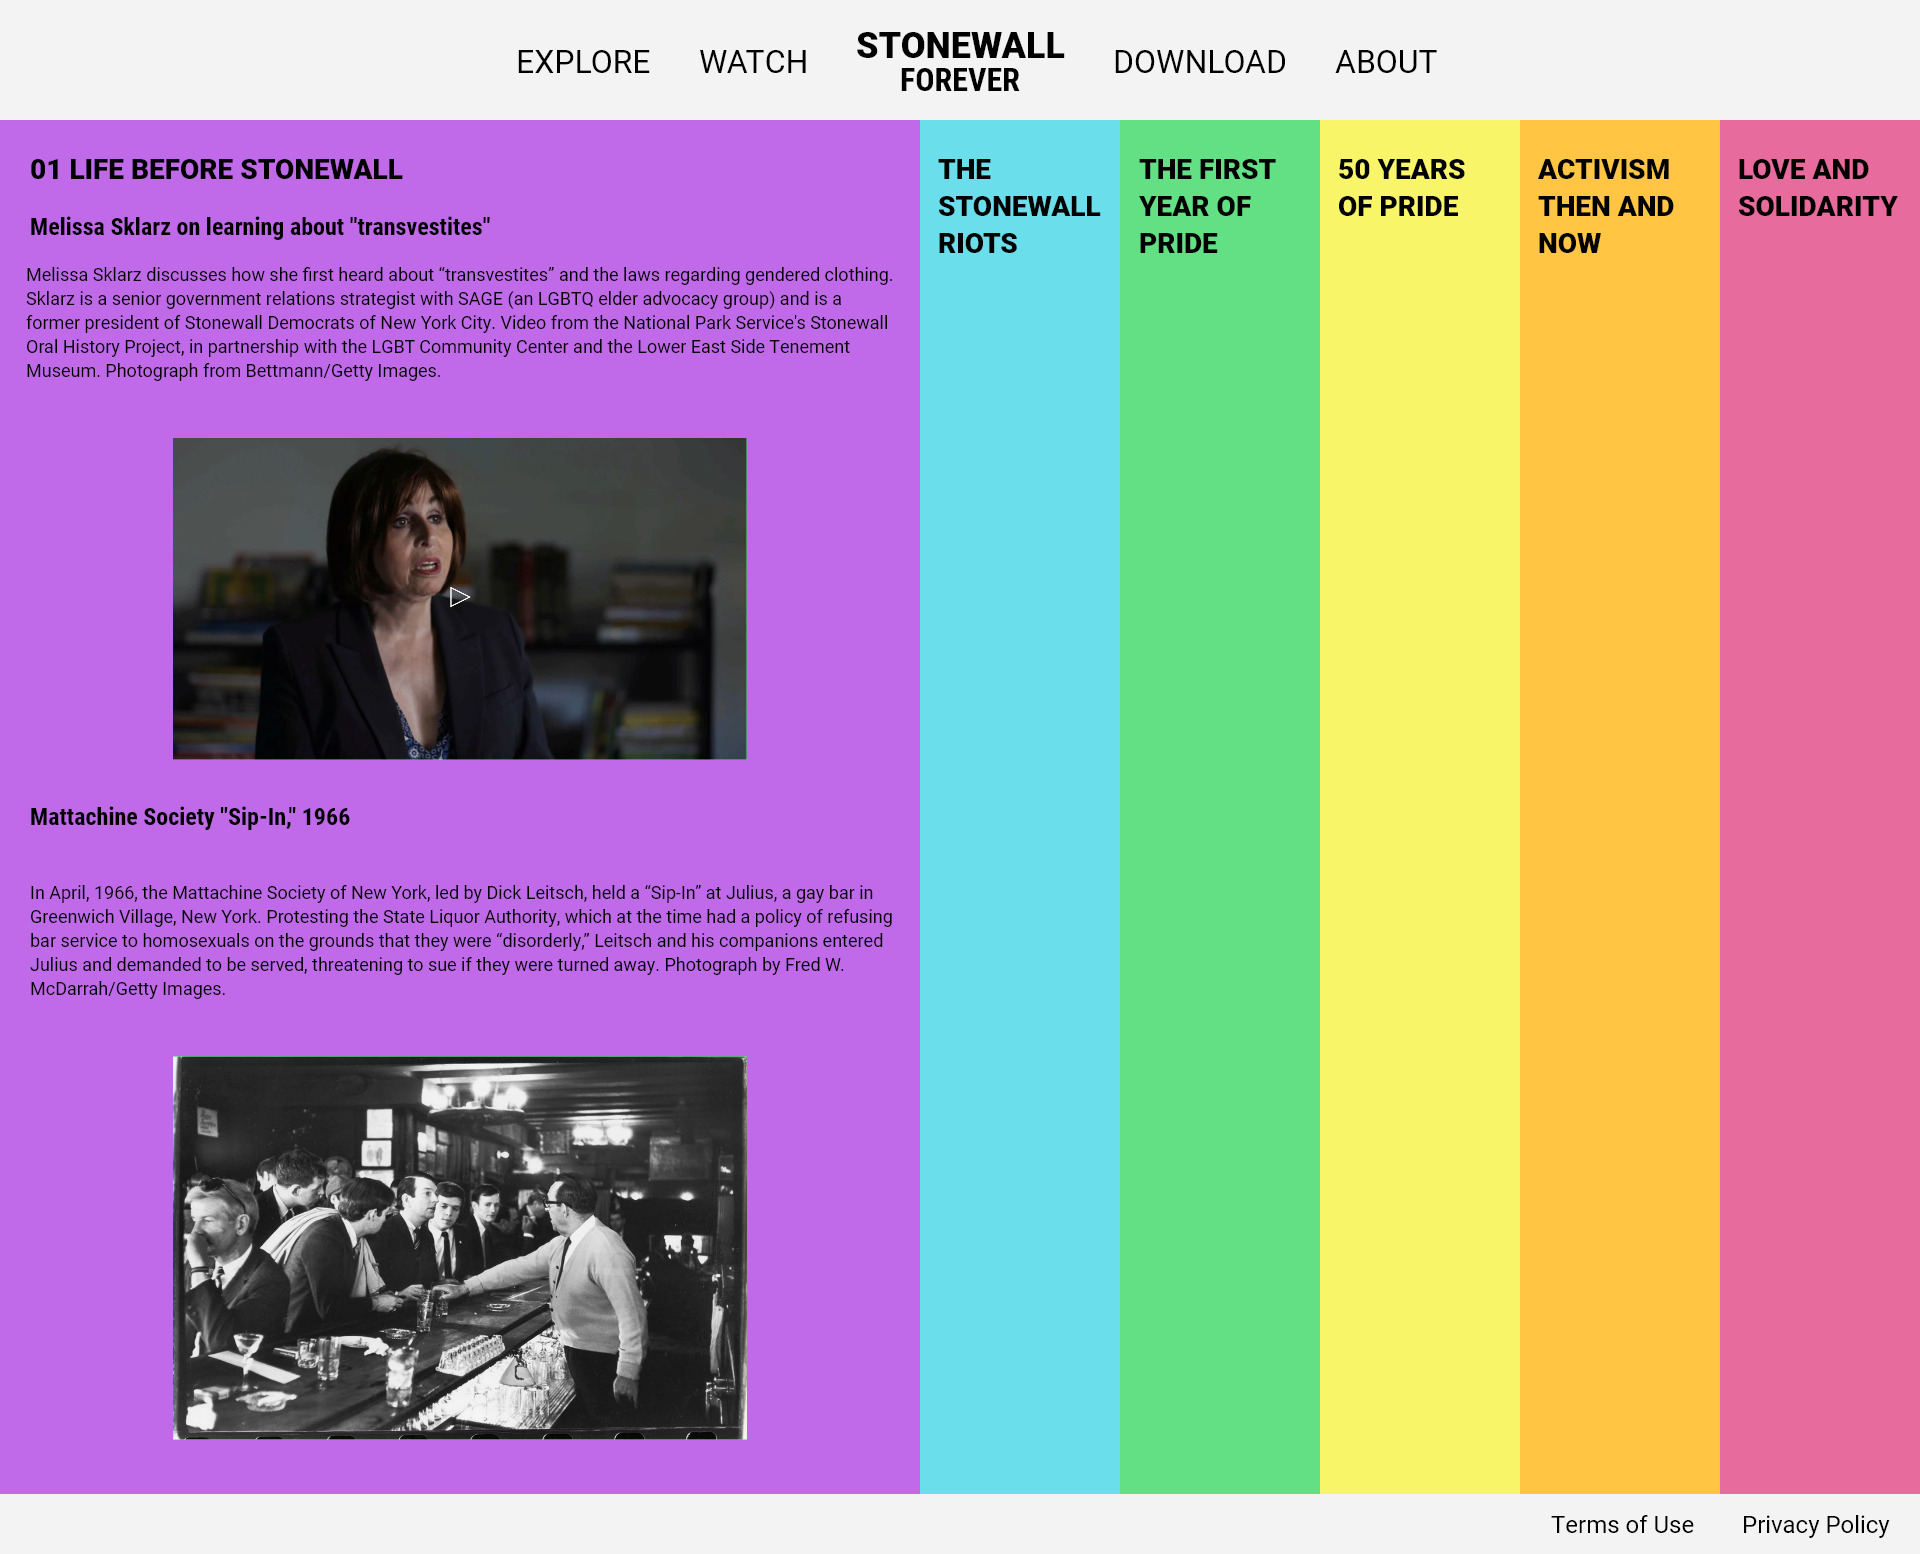 EXPLORE
WATCH
STONEWALL
FOREVER
DOWNLOAD
ABOUT
01 LIFE BEFORE STONEWALL
Melissa Sklarz on learning about "transvestites"
Melissa Sklarz discusses how she first heard about “transvestites” and the laws regarding gendered clothing.
Sklarz is a senior government relations strategist with SAGE (an LGBTQ elder advocacy group) and is a
former president of Stonewall Democrats of New York City. Video from the National Park Service's Stonewall
Oral History Project, in partnership with the LGBT Community Center and the Lower East Side Tenement
Museum. Photograph from Bettmann/Getty Images.
Mattachine Society "Sip-In," 1966
In April, 1966, the Mattachine Society of New York, led by Dick Leitsch, held a “Sip-In” at Julius, a gay bar in
Greenwich Village, New York. Protesting the State Liquor Authority, which at the time had a policy of refusing
bar service to homosexuals on the grounds that they were “disorderly,” Leitsch and his companions entered
Julius and demanded to be served, threatening to sue if they were turned away. Photograph by Fred W.
McDarrah/Getty Images.
THE
STONEWALL
RIOTS
THE FIRST
YEAR OF
PRIDE
50 YEARS
OF PRIDE
ACTIVISM
THEN AND
NOW
LOVE AND
SOLIDARITY
Terms of Use
Privacy Policy